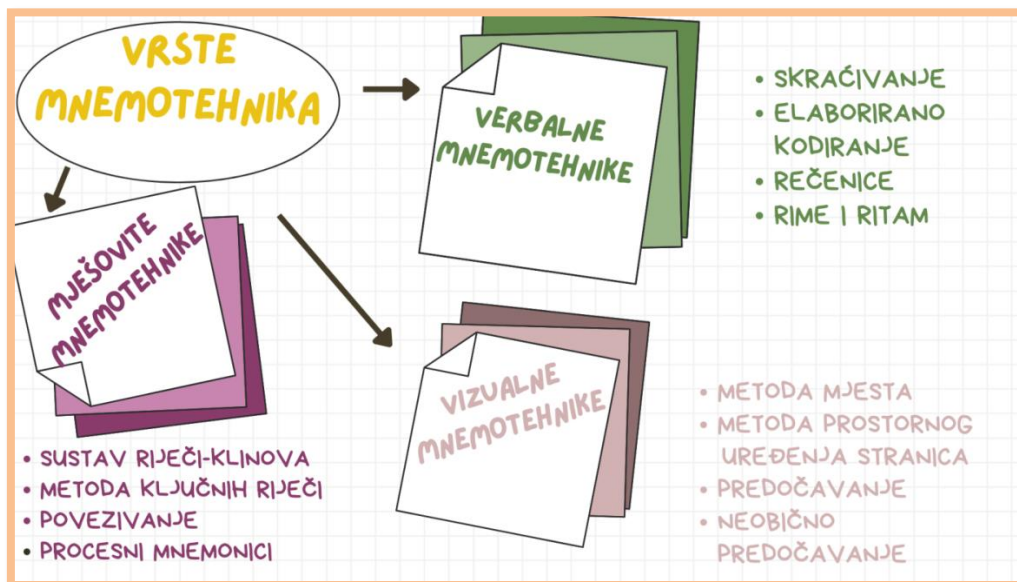 VRSTE
MNEMOTEHNIKA
VERBALNE
MNEMOTEHNIKE
• SKRAĆIVANJE
• ELABORIRANO
KODIRANJE
• REČENICE
• RIME I RITAM
MJEŠOVITE
MNEMOTEHNIKE
• SUSTAV RIJEČI-KLINOVA
• METODA KLJUČNIH RIJEČI
• POVEZIVANJE
• PROCESNI MNEMONICI
VIZUALNE
MNEMOTEHNIKE
• METODA MJESTA
• METODA PROSTORNOG
UREĐENJA STRANICA
• PREDOČAVANJE
• NEOBIČNO
PREDOČAVANJE